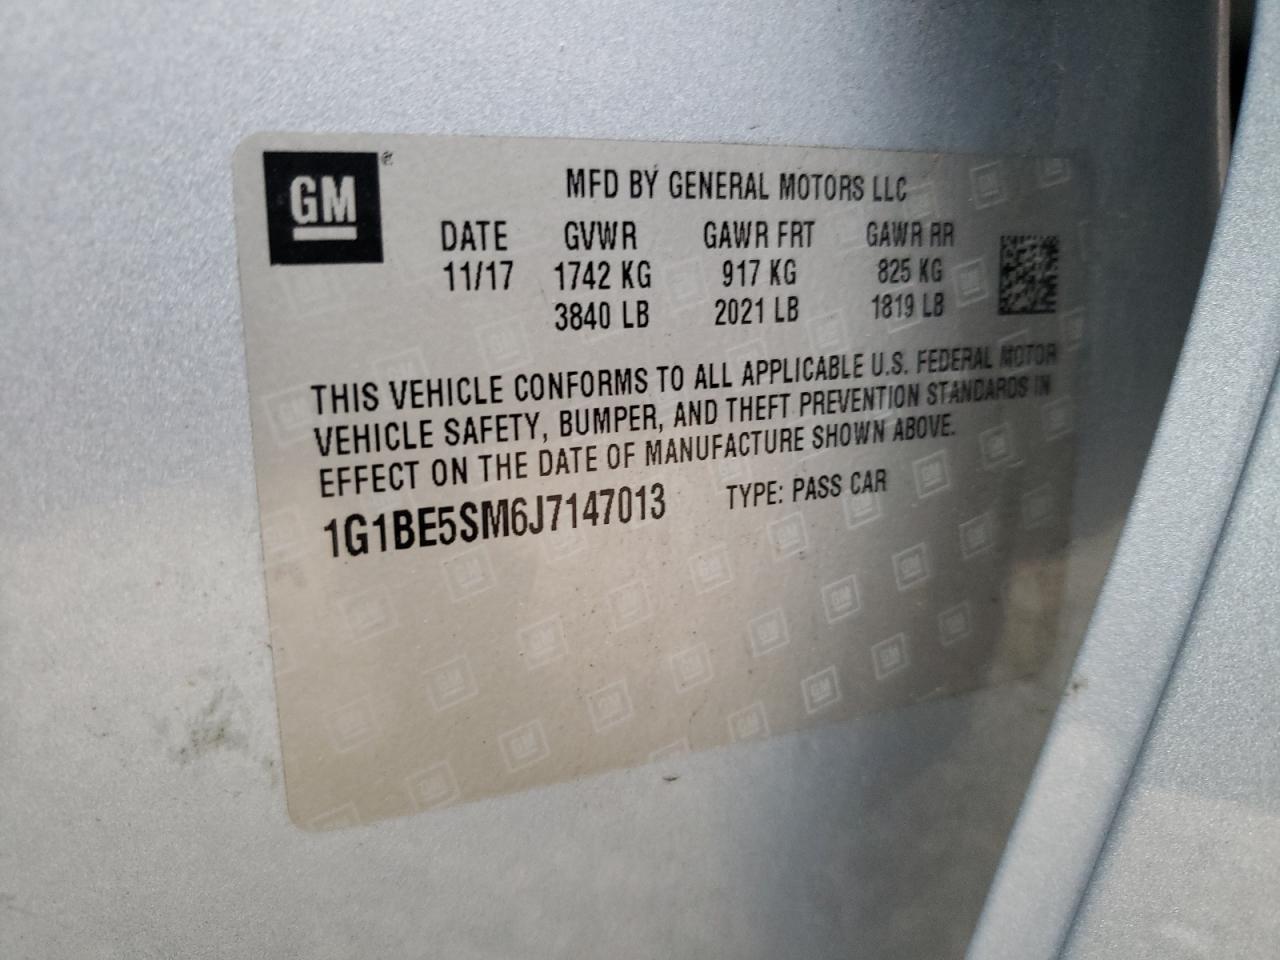 GM ®
MFD BY GENERAL MOTORS LLC
DATE GVWR GAWR FRT GAWR RR
11/17 1742 KG 917 KG 825 KG
3840 LB 2021 LB 1819 LB
THIS VEHICLE CONFORMS TO ALL APPLICABLE U.S. FEDERAL MOTOR
VEHICLE SAFETY, BUMPER, AND THEFT PREVENTION STANDARDS IN
EFFECT ON THE DATE OF MANUFACTURE SHOWN ABOVE.
1G1BE5SM6J7147013 TYPE: PASS CAR